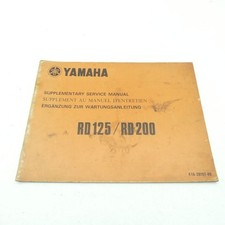 YAMAHA
SUPPLEMENTARY SERVICE MANUAL
SUPPLEMENT AU MANUEL D'ENTRETIEN
ERGÄNZUNG ZUR WARTUNGSANLEITUNG
RD125/RD200